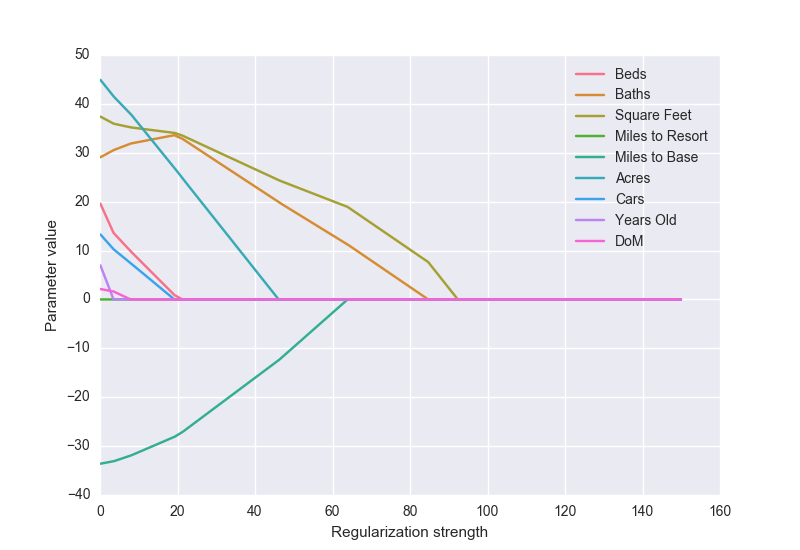 50
40
30
20
10
0
−10
−20
−30
−40
Parameter value
Beds
Baths
Square Feet
Miles to Resort
Miles to Base
Acres
Cars
Years Old
DoM
0 20 40 60 80 100 120 140 160
Regularization strength